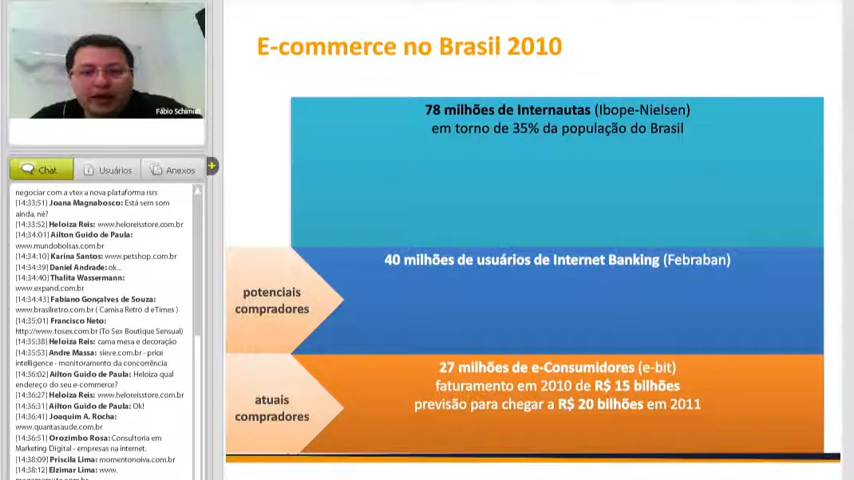 E-commerce no Brasil 2010
Fábio Schimidt
Chat
Usuários
Anexos
negociar com a vtex a nova plataforma rsrs
[14:33:51] Joana Magnabosco: Está sem som
ainda, né?
[14:33:52] Heloiza Reis: www.heloreisstore.com.br
[14:34:01] Ailton Guido de Paula:
www.mundobolsas.com.br
[14:34:10] Karina Santos: www.petshop.com.br
[14:34:39] Daniel Andrade: ok...
[14:34:40] Thalita Wassermann:
www.expand.com.br
[14:34:43] Fabiano Gonçalves de Souza:
www.brasilretro.com.br ( Camisa Retrô d eTimes )
[14:35:01] Francisco Neto:
http://www.tosex.com.br (To Sex Boutique Sensual)
[14:35:38] Heloiza Reis: cama mesa e decoração
[14:35:53] Andre Massa: sieve.com.br - price
intelligence - monitoramento da concorrência
[14:36:02] Ailton Guido de Paula: Heloiza qual
endereço do seu e-commerce?
[14:36:27] Heloiza Reis: www.heloreisstore.com.br
[14:36:31] Ailton Guido de Paula: Ok!
[14:36:41] Joaquim A. Rocha:
www.quantasaude.com.br
[14:36:51] Orozimbo Rosa: Consultoria em
Marketing Digital - empresas na internet.
[14:38:09] Priscila Lima: momentonoiva.com.br
[14:38:12] Elzimar Lima: www.
78 milhões de Internautas (Ibope-Nielsen)
em torno de 35% da população do Brasil
40 milhões de usuários de Internet Banking (Febraban)
potenciais
compradores
27 milhões de e-Consumidores (e-bit)
faturamento em 2010 de R$ 15 bilhões
previsão para chegar a R$ 20 bilhões em 2011
atuais
compradores